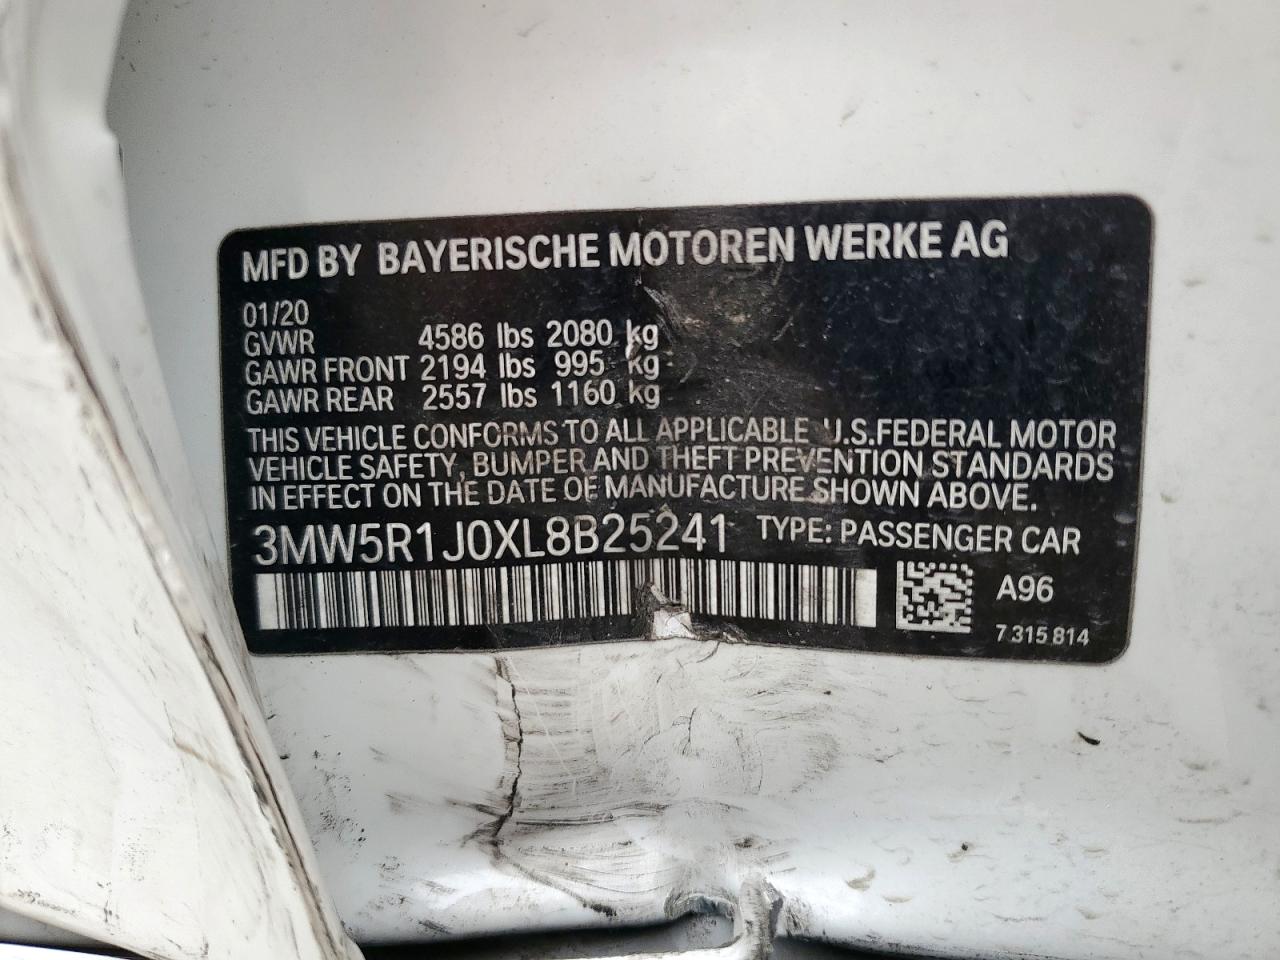 MFD BY BAYERISCHE MOTOREN WERKE AG
01/20
GVWR 4586 lbs 2080 kg
GAWR FRONT 2194 lbs 995 kg
GAWR REAR 2557 lbs 1160 kg
THIS VEHICLE CONFORMS TO ALL APPLICABLE U.S.FEDERAL MOTOR
VEHICLE SAFETY, BUMPER AND THEFT PREVENTION STANDARDS
IN EFFECT ON THE DATE OF MANUFACTURE SHOWN ABOVE.
3MW5R1J0XL8B25241 TYPE: PASSENGER CAR
A96
7 315 814